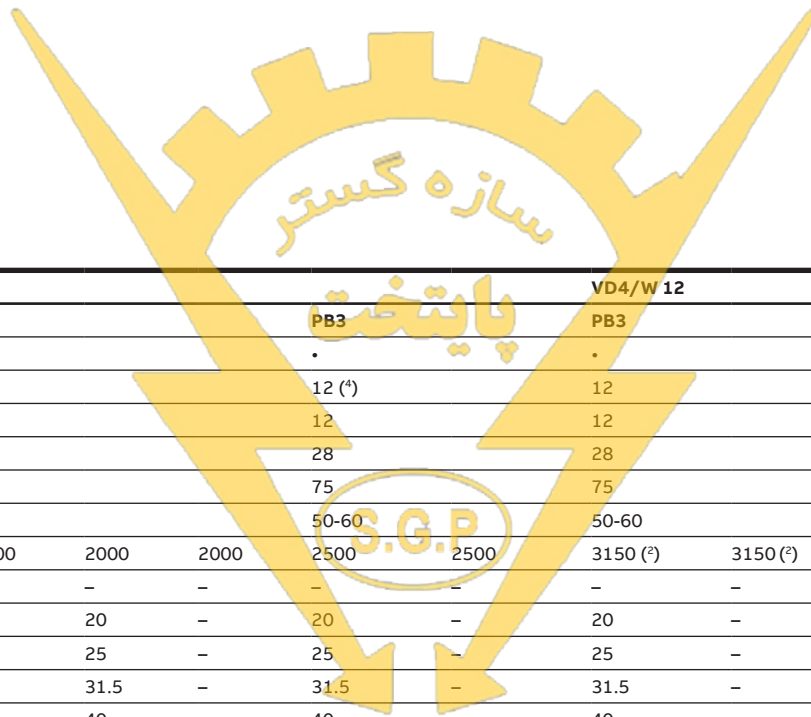 سازه گستر
پایتخت
VD4/W 12
PB3 PB3
• •
12 (⁴) 12
12 12
28 28
75 75
50-60 50-60
S.G.P
00 2000 2000 2500 2500 3150 (²) 3150 (²)
– – – – – –
20 – 20 – 20 –
25 – 25 – 25 –
31.5 – 31.5 – 31.5 –